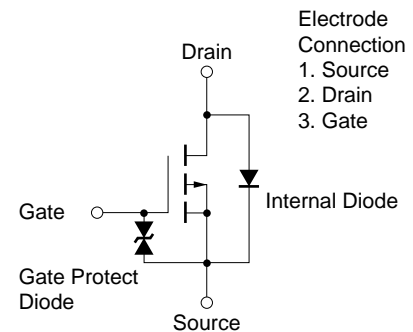 Electrode
Connection
1. Source
2. Drain
3. Gate
Drain
Gate
Internal Diode
Gate Protect
Diode
Source